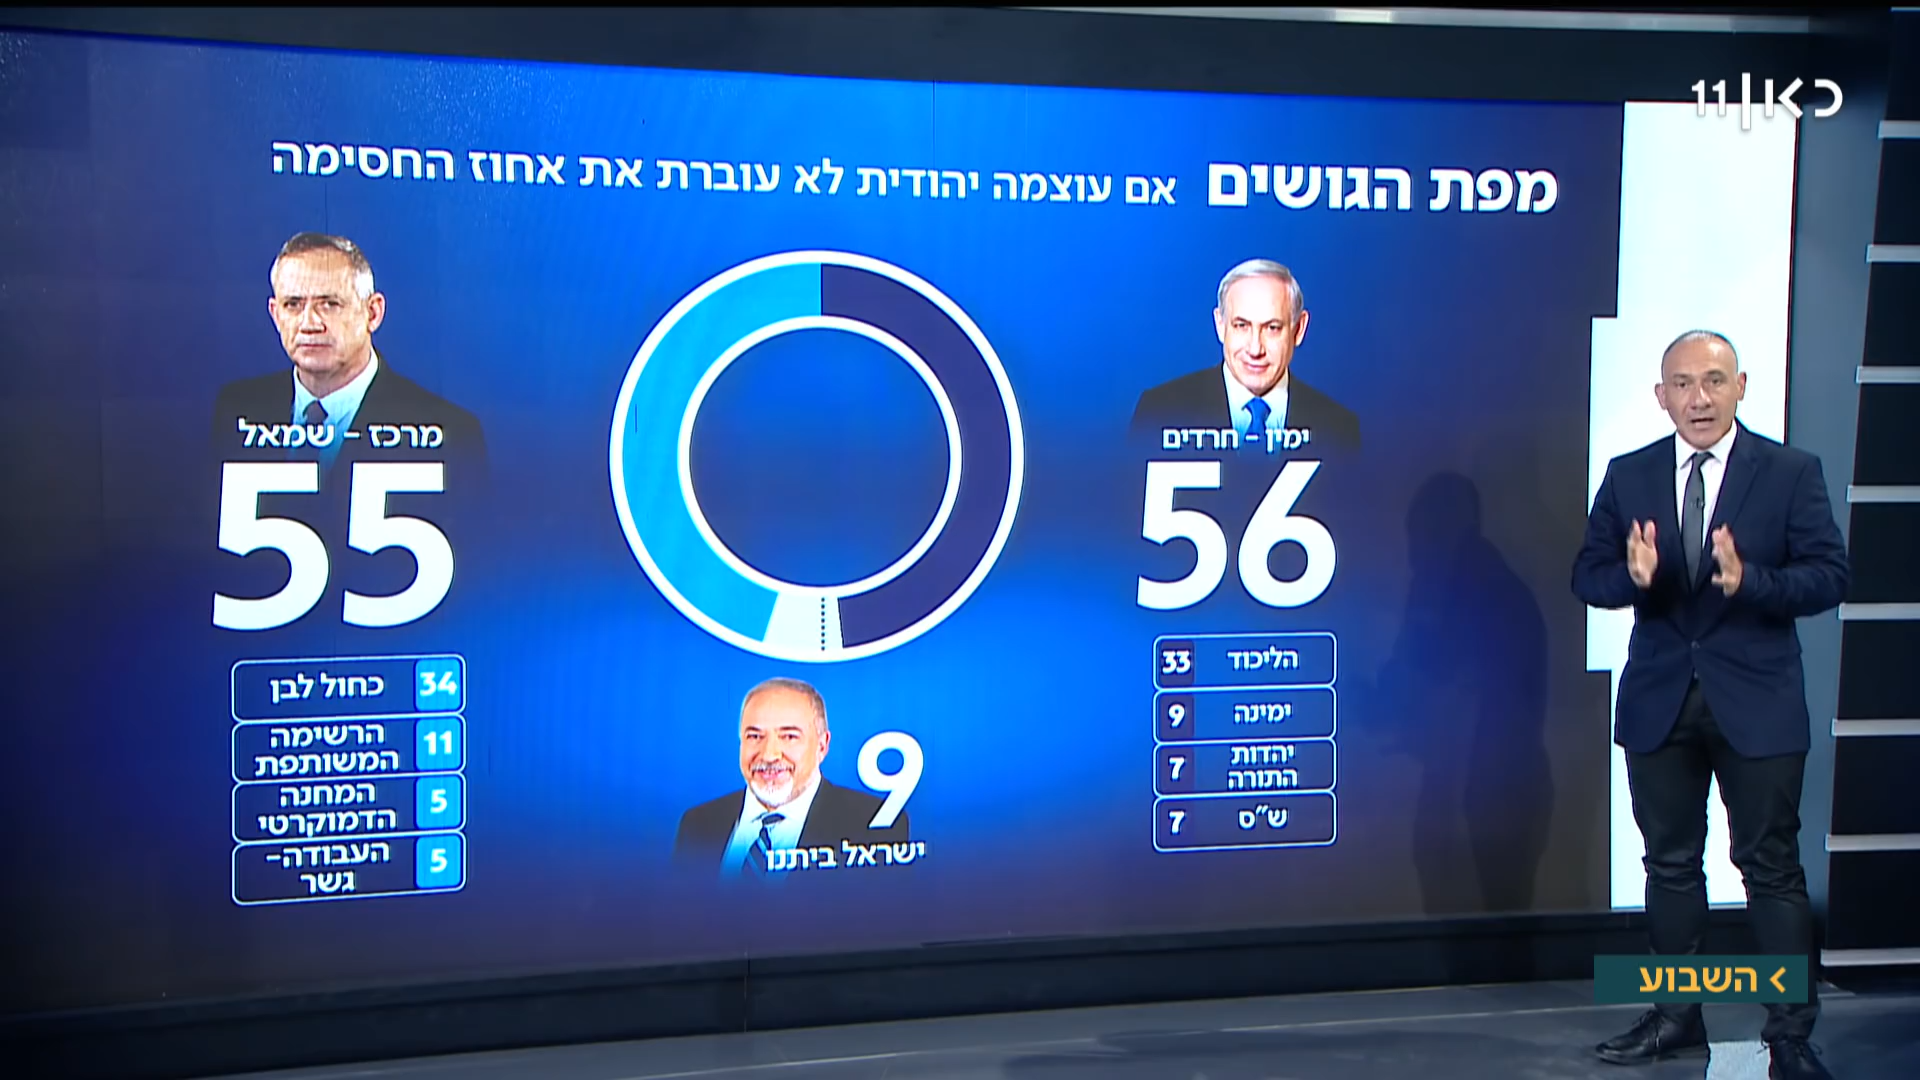 כאן 11
מפת הגושים אם עוצמה יהודית לא עוברת את אחוז החסימה
ימין - חרדים
56
הליכוד 33
ימינה 9
יהדות
התורה 7
ש"ס 7
9
ישראל ביתנו
מרכז - שמאל
55
34 כחול לבן
11 הרשימה
המשותפת
5 המחנה
הדמוקרטי
5 העבודה-
גשר
< השבוע